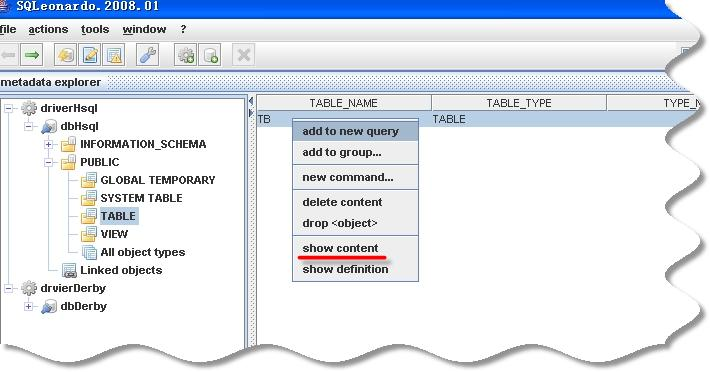 SQLeonardo.2008.01
file actions tools window ?
metadata explorer
TABLE_NAME TABLE_TYPE
TB TABLE
driverHsql
dbHsql
INFORMATION_SCHEMA
PUBLIC
GLOBAL TEMPORARY
SYSTEM TABLE
TABLE
VIEW
All object types
Linked objects
drvierDerby
dbDerby
add to new query
add to group...
new command...
delete content
drop <object>
show content
show definition